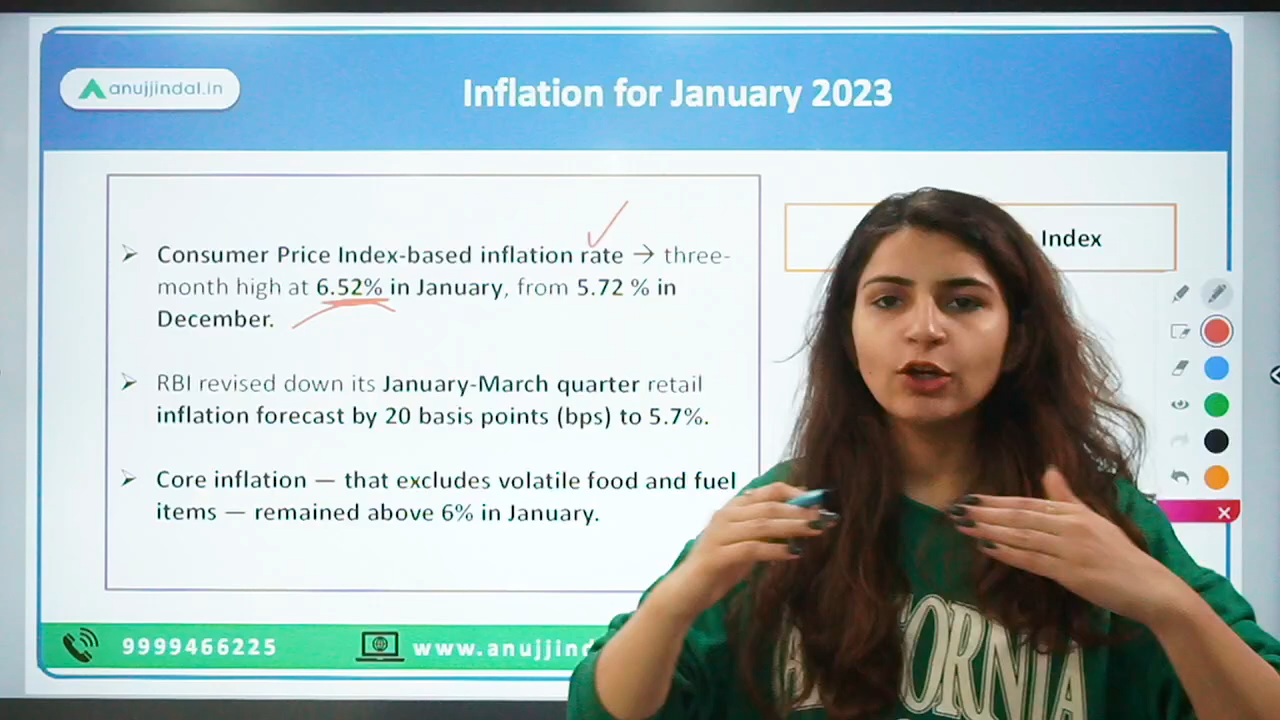 anujjindal.in
Inflation for January 2023
Consumer Price Index-based inflation rate → three-
month high at 6.52% in January, from 5.72 % in
December.
RBI revised down its January-March quarter retail
inflation forecast by 20 basis points (bps) to 5.7%.
Core inflation — that excludes volatile food and fuel
items — remained above 6% in January.
Index
9999466225